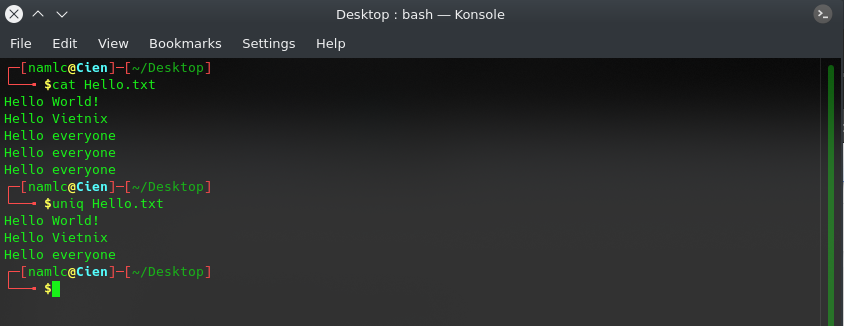 Desktop : bash — Konsole
File Edit View Bookmarks Settings Help
┌─[namlc@Cien]─[~/Desktop]
└──╼ $cat Hello.txt
Hello World!
Hello Vietnix
Hello everyone
Hello everyone
Hello everyone
┌─[namlc@Cien]─[~/Desktop]
└──╼ $uniq Hello.txt
Hello World!
Hello Vietnix
Hello everyone
┌─[namlc@Cien]─[~/Desktop]
└──╼ $